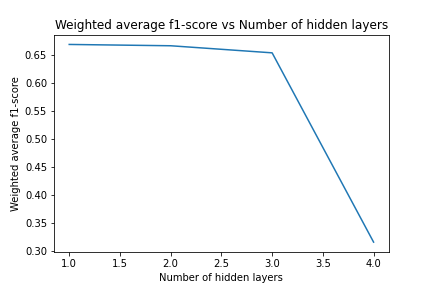 Weighted average f1-score vs Number of hidden layers
Weighted average f1-score
0.65
0.60
0.55
0.50
0.45
0.40
0.35
0.30
1.0 1.5 2.0 2.5 3.0 3.5 4.0
Number of hidden layers